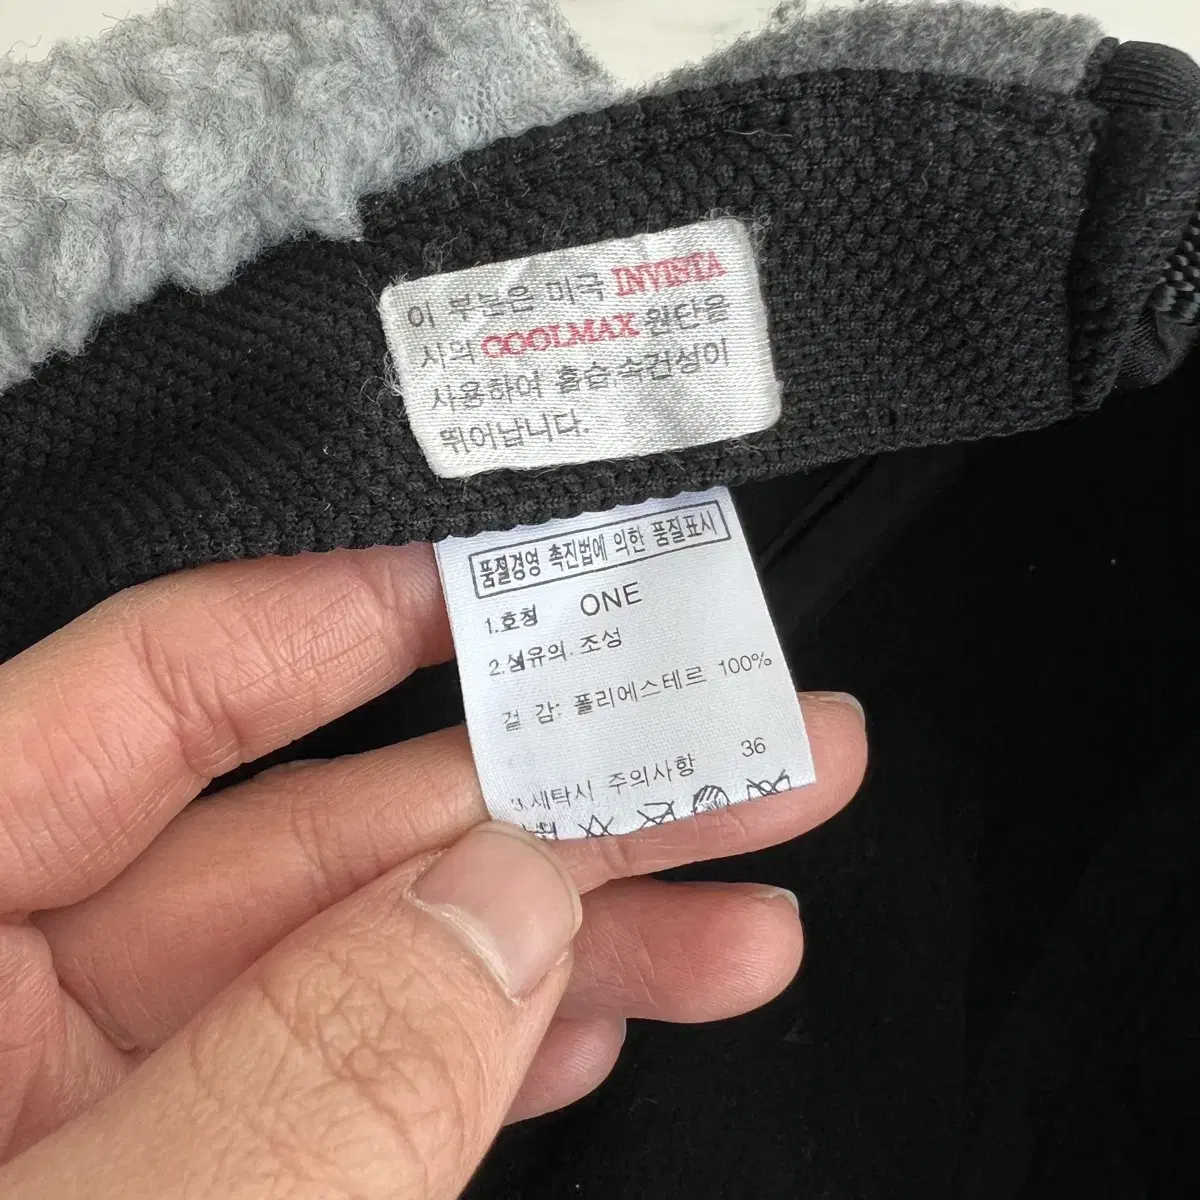 이 부분은 미국 INVISTA
사의 COOLMAX 원단을
사용하여 흡습.속건성이
뛰어납니다.
품질경영 촉진법에 의한 품질표시
1.호칭 ONE
2.섬유의 조성
겉 감: 폴리에스테르 100%
36
3.세탁시 주의사항